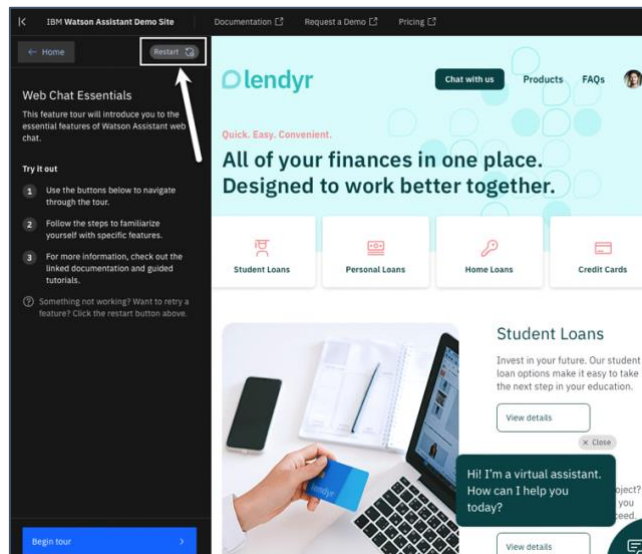 IBM Watson Assistant Demo Site
Documentation
Request a Demo
Pricing
← Home
Restart
Web Chat Essentials
This feature tour will introduce you to the
essential features of Watson Assistant web
chat.
Try it out
1 Use the buttons below to navigate
through the tour.
2 Follow the steps to familiarize
yourself with specific features.
3 For more information, check out the
linked documentation and guided
tutorials.
Something not working? Want to retry a
feature? Click the restart button above.
Begin tour
lendyr
Chat with us
Products
FAQs
Quick. Easy. Convenient.
All of your finances in one place.
Designed to work better together.
Student Loans
Personal Loans
Home Loans
Credit Cards
lendyr
Student Loans
Invest in your future. Our student
loan options make it easy to take
the next step in your education.
View details
× Close
Hi! I'm a virtual assistant.
How can I help you
today?
you
View details